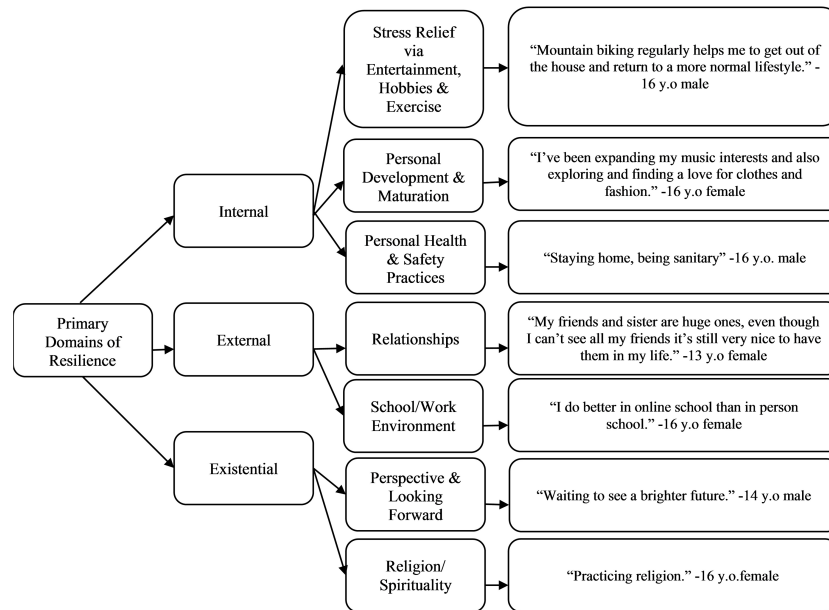 Primary
Domains of
Resilience
Internal
Stress Relief
via
Entertainment,
Hobbies &
Exercise
“Mountain biking regularly helps me to get out of
the house and return to a more normal lifestyle.” -
16 y.o male
Personal
Development &
Maturation
“I’ve been expanding my music interests and also
exploring and finding a love for clothes and
fashion.” -16 y.o female
Personal Health
& Safety
Practices
“Staying home, being sanitary” -16 y.o. male
External
Relationships
“My friends and sister are huge ones, even though
I can’t see all my friends it’s still very nice to have
them in my life.” -13 y.o female
School/Work
Environment
“I do better in online school than in person
school.” -16 y.o female
Existential
Perspective &
Looking
Forward
“Waiting to see a brighter future.” -14 y.o male
Religion/
Spirituality
“Practicing religion.” -16 y.o.female